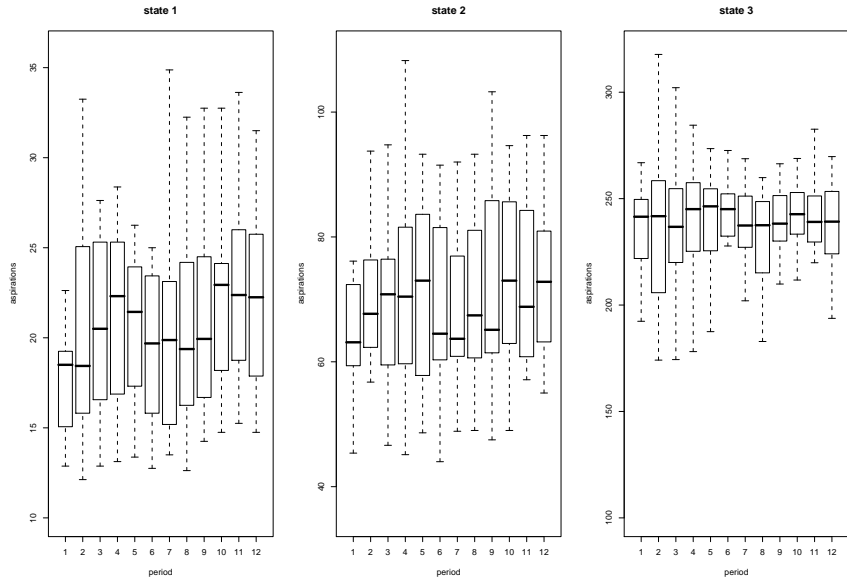 state 1
aspirations
35
30
25
20
15
10
1 2 3 4 5 6 7 8 9 10 11 12
period
state 2
aspirations
100
80
60
40
1 2 3 4 5 6 7 8 9 10 11 12
period
state 3
aspirations
300
250
200
150
100
1 2 3 4 5 6 7 8 9 10 11 12
period